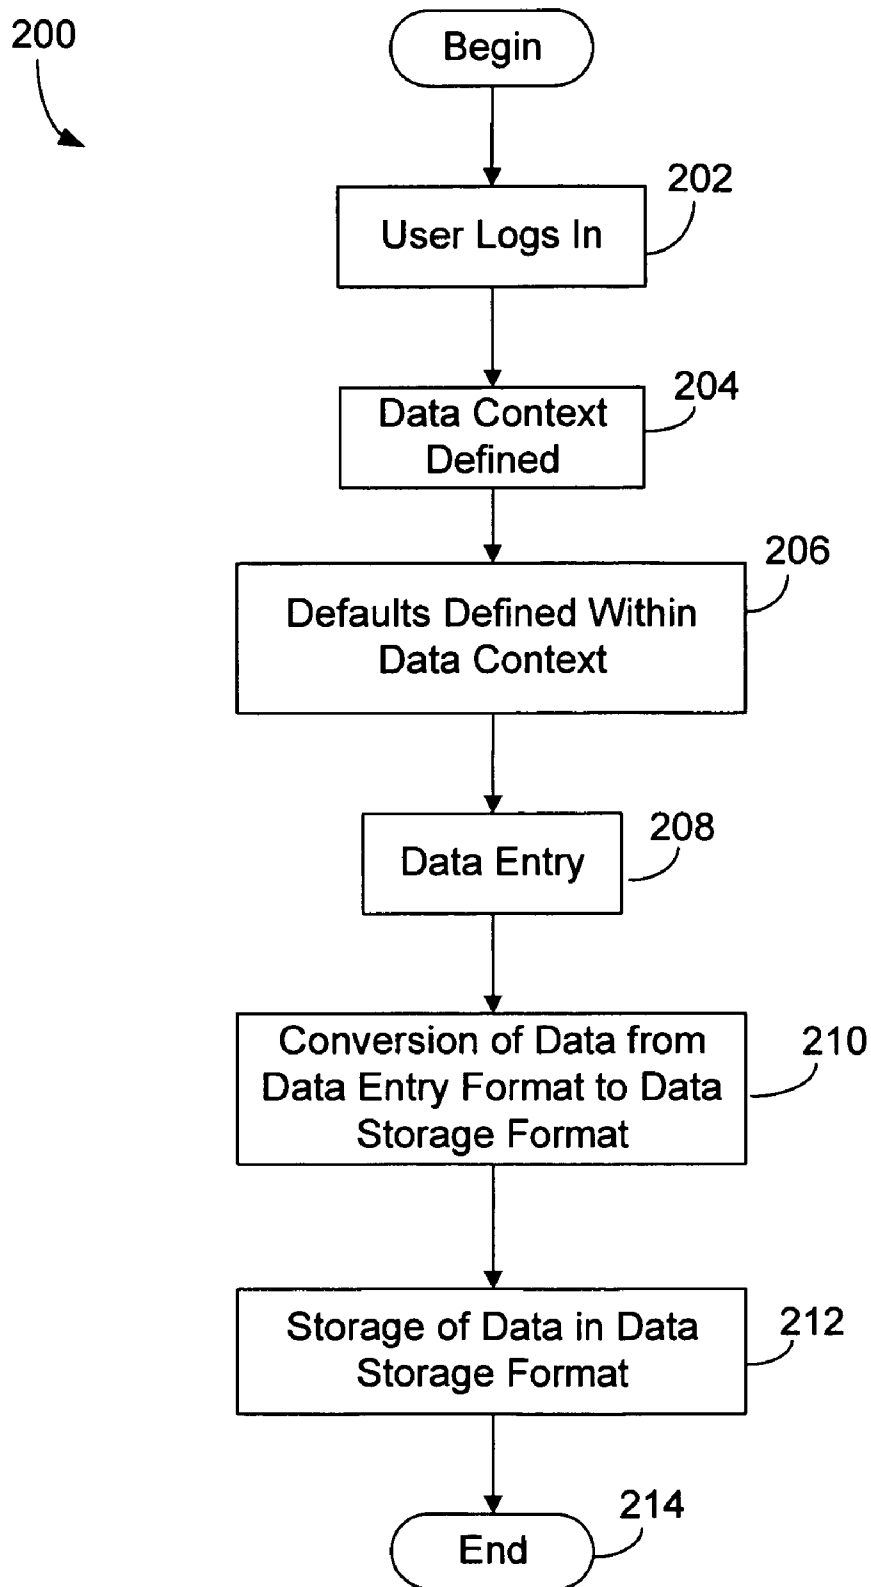 200
Begin
202
User Logs In
204
Data Context
Defined
206
Defaults Defined Within
Data Context
208
Data Entry
210
Conversion of Data from
Data Entry Format to Data
Storage Format
212
Storage of Data in Data
Storage Format
214
End